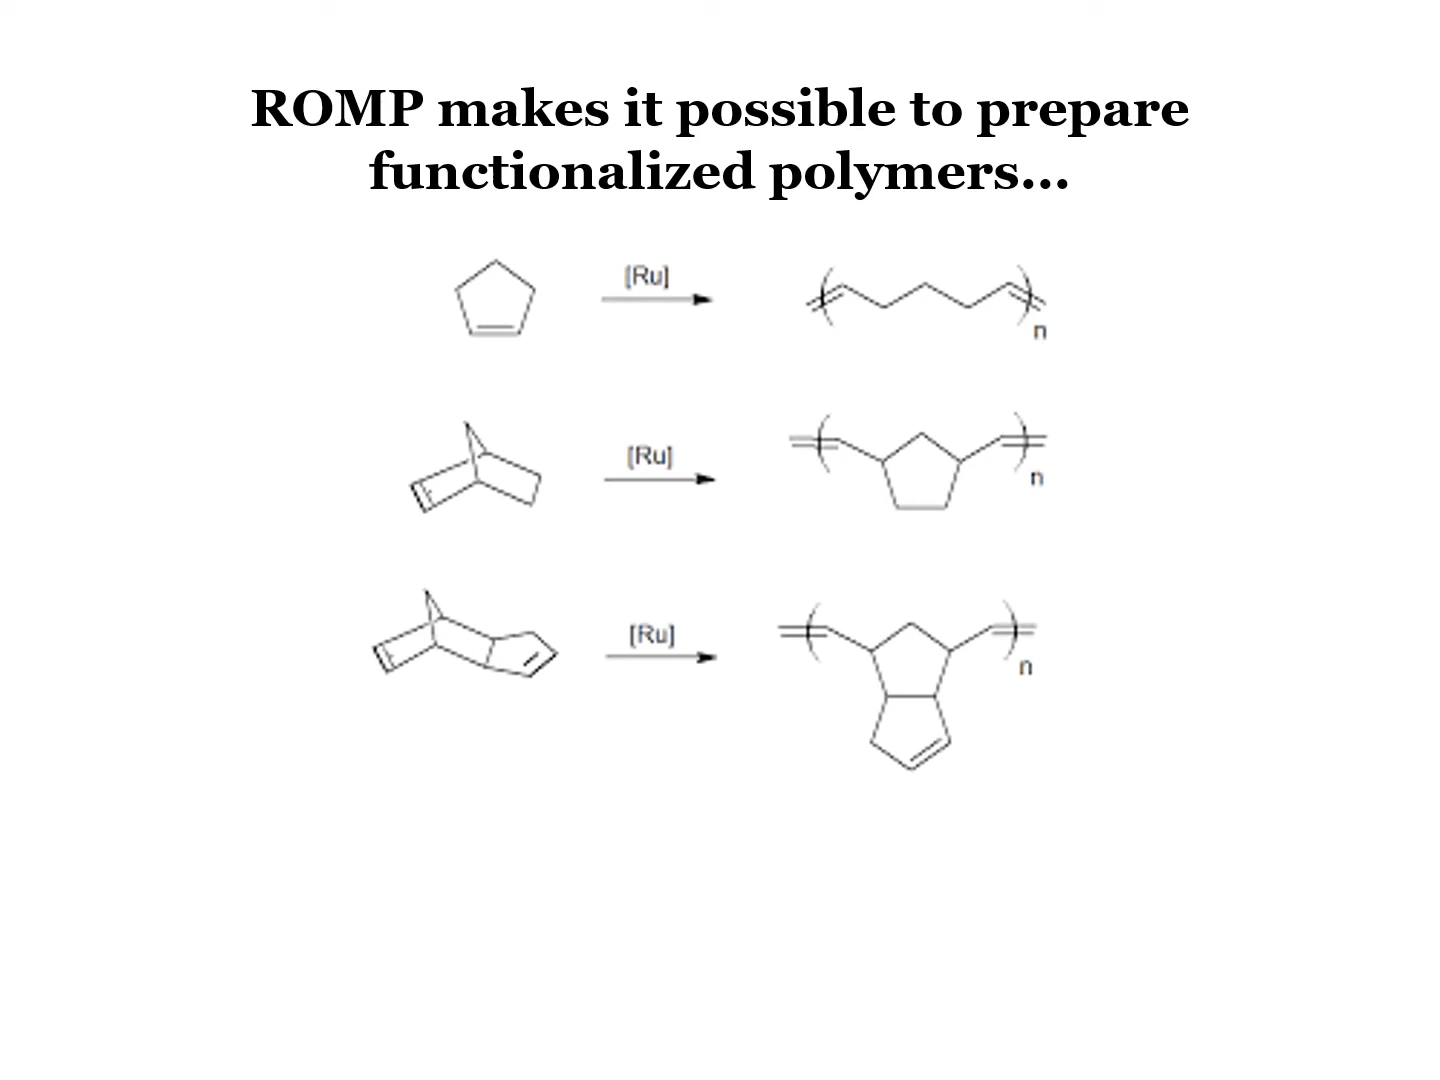 ROMP makes it possible to prepare
functionalized polymers...
[Ru]
n
[Ru]
n
[Ru]
n